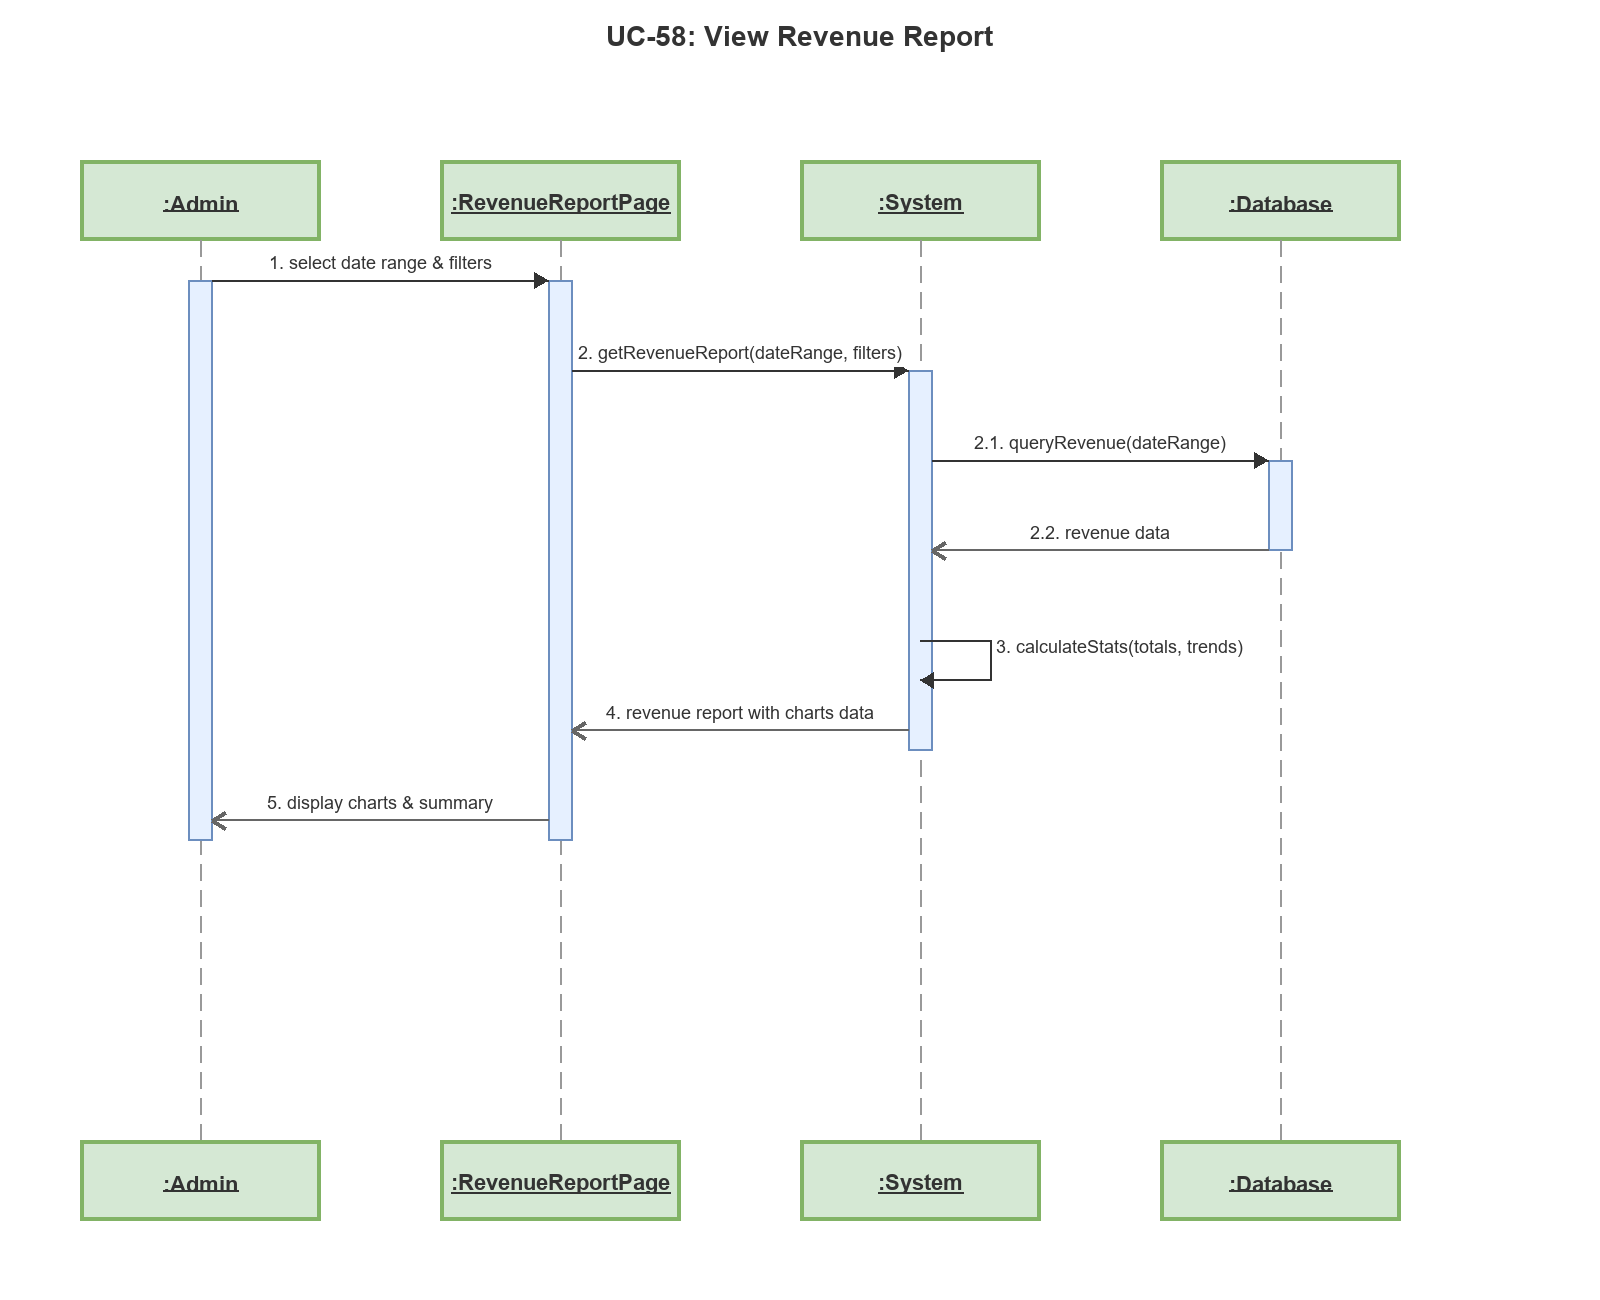 UC-58: View Revenue Report
:Admin
:RevenueReportPage
:System
:Database
1. select date range & filters
2. getRevenueReport(dateRange, filters)
2.1. queryRevenue(dateRange)
2.2. revenue data
3. calculateStats(totals, trends)
4. revenue report with charts data
5. display charts & summary
:Admin
:RevenueReportPage
:System
:Database